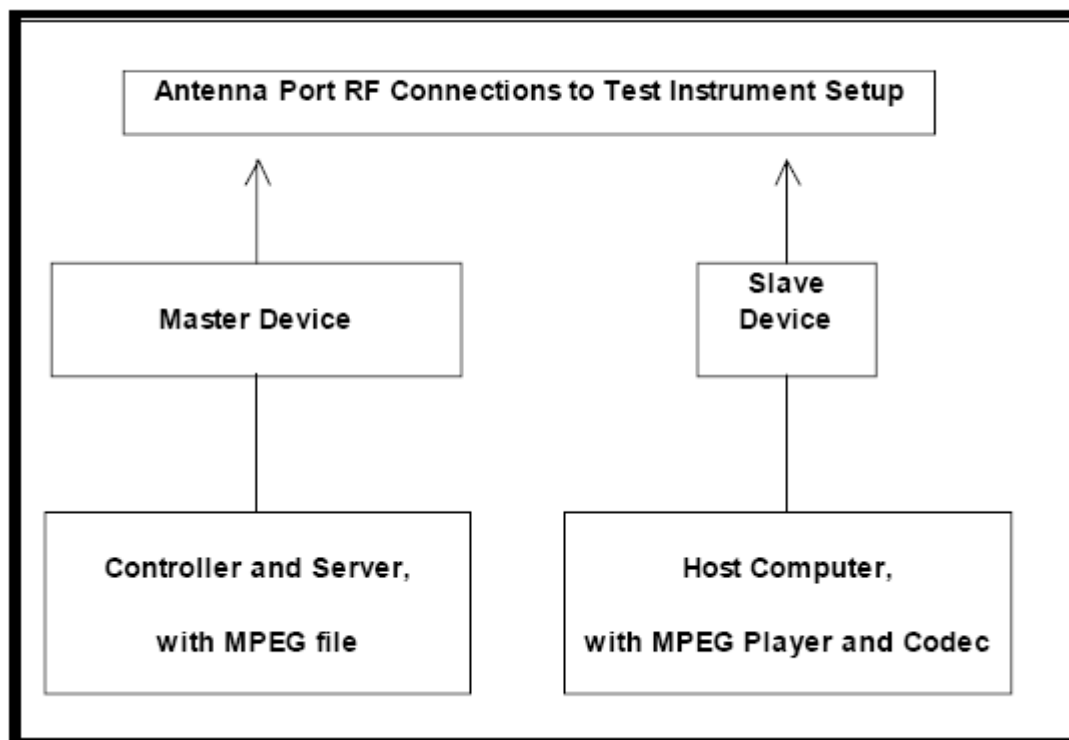 Antenna Port RF Connections to Test Instrument Setup
Master Device
Slave
Device
Controller and Server,
with MPEG file
Host Computer,
with MPEG Player and Codec